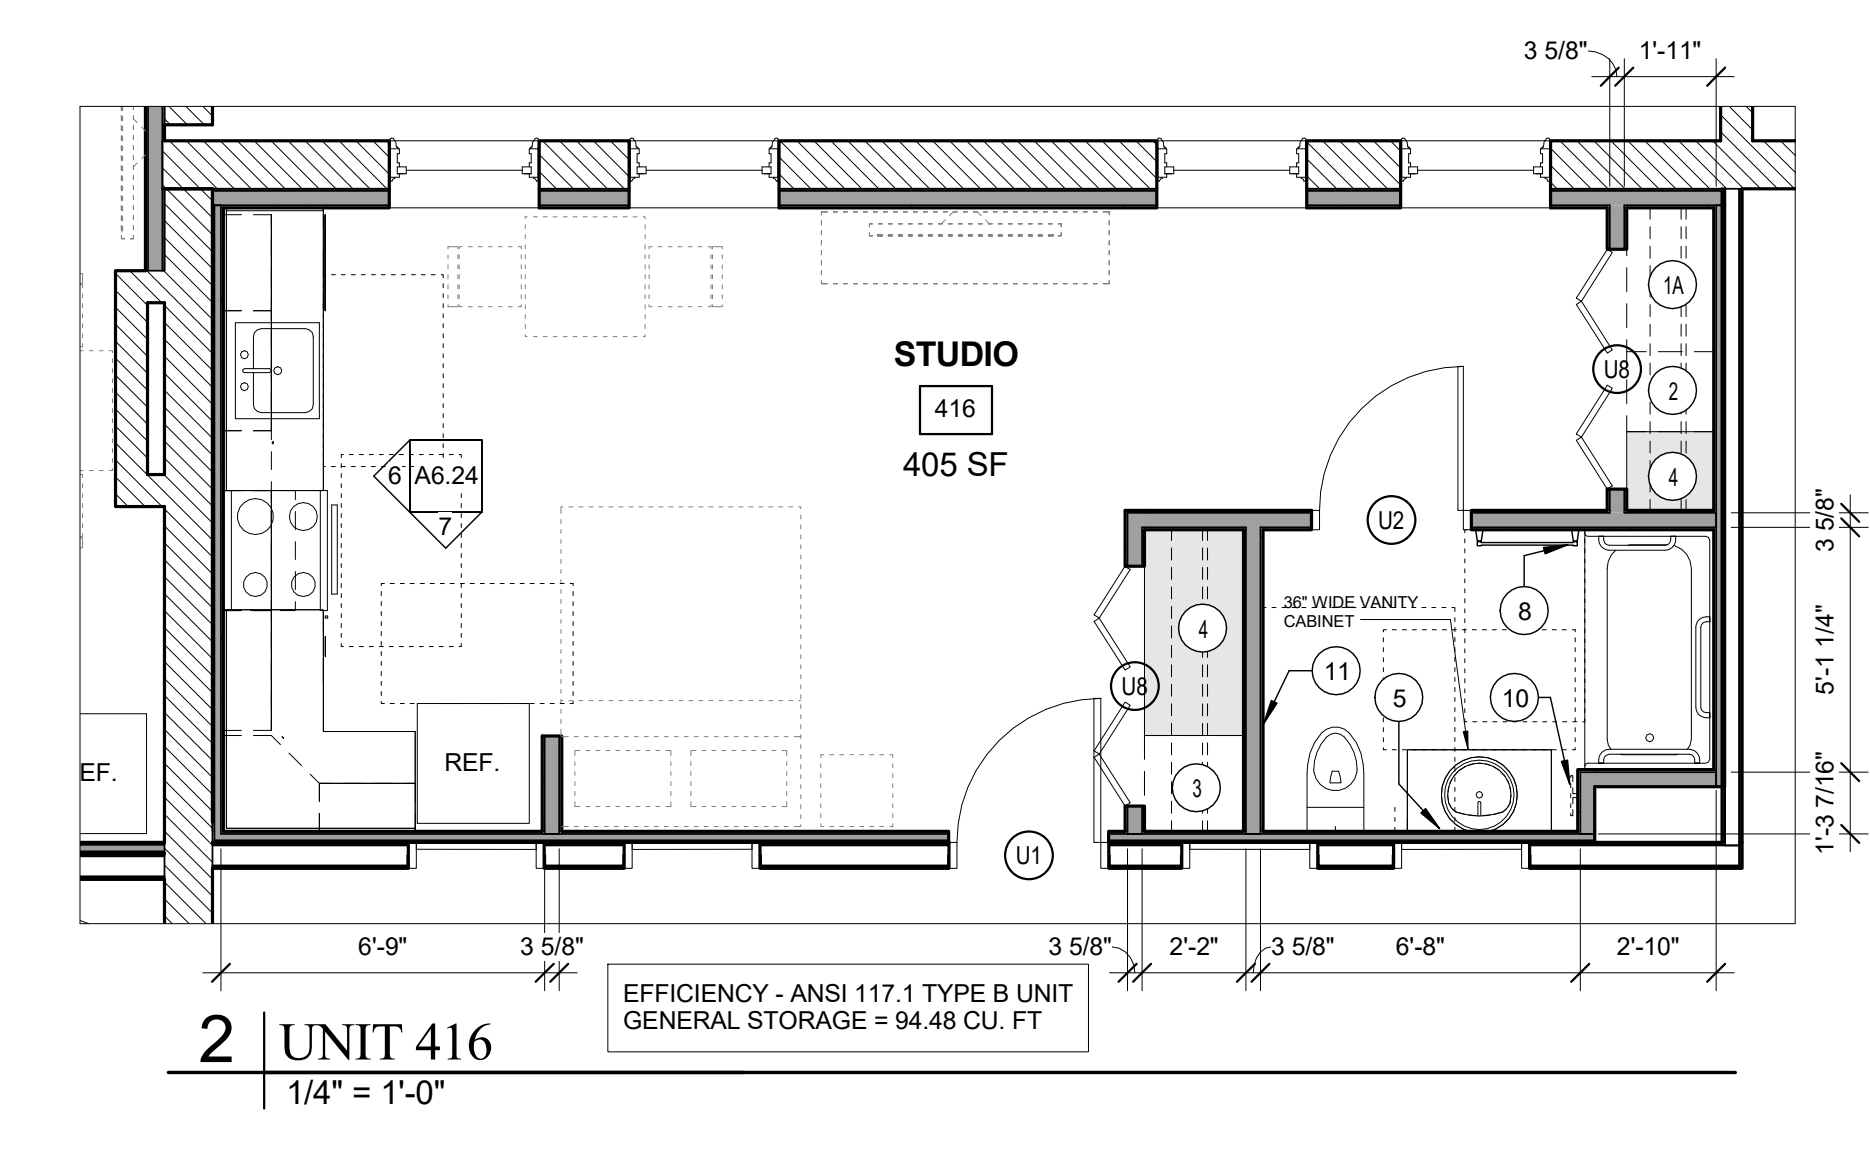 3 5/8" 1'-11"
1A
STUDIO
U8
416
2
405 SF
6 A6.24
4
7
U2
3 5/8"
36" WIDE VANITY
CABINET
8
4
5'-1 1/4"
11
U8
5
10
REF.
EF.
3
1'-3 7/16"
U1
6'-9" 3 5/8" 3 5/8" 2'-2" 3 5/8" 6'-8" 2'-10"
EFFICIENCY - ANSI 117.1 TYPE B UNIT
GENERAL STORAGE = 94.48 CU. FT
2 UNIT 416
1/4" = 1'-0"